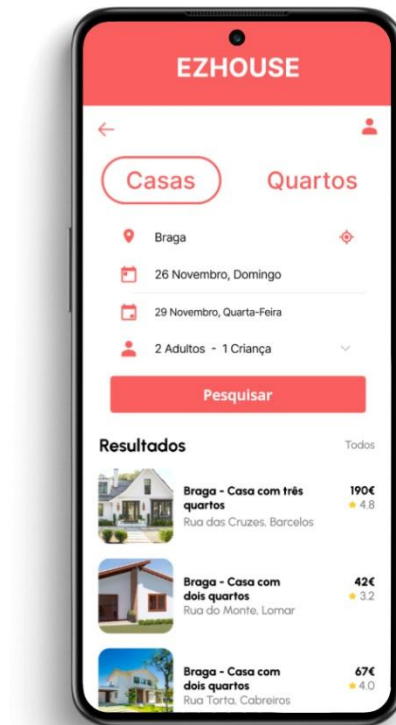 EZHOUSE
Casas
Quartos
Braga
26 Novembro, Domingo
29 Novembro, Quarta-Feira
2 Adultos - 1 Criança
Pesquisar
Resultados
Todos
Braga - Casa com três
quartos
190€
4.8
Rua das Cruzes, Barcelos
Braga - Casa com
dois quartos
42€
3.2
Rua do Monte, Lomar
Braga - Casa com
dois quartos
67€
4.0
Rua Torta, Cabreiros